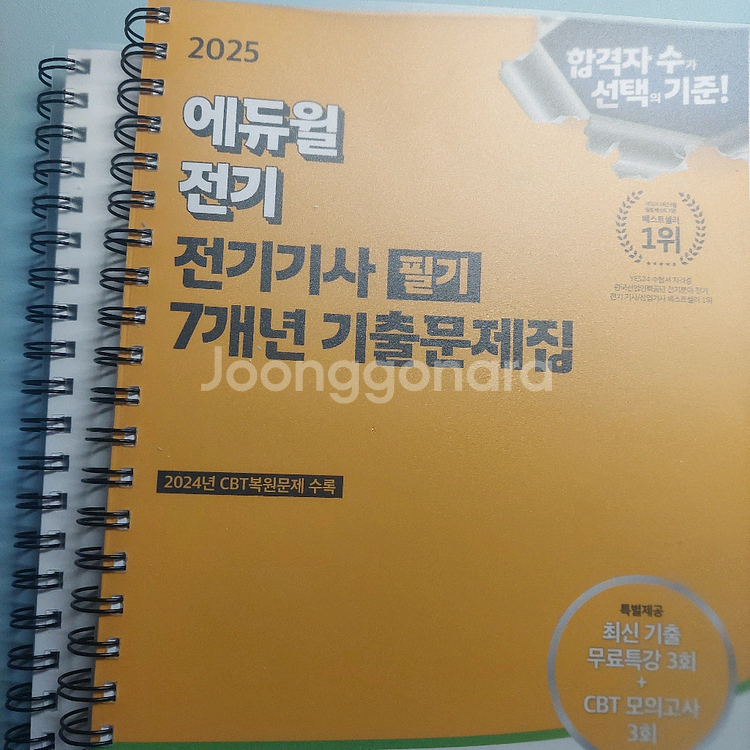 2025
합격자 수가
선택의 기준!
에듀윌
전기
베스트셀러
1위
전기기사 필기
7개년 기출문제집
Joonggonara
2024년 CBT복원문제 수록
특별제공
최신 기출
무료특강 3회
+
CBT 모의고사
3회